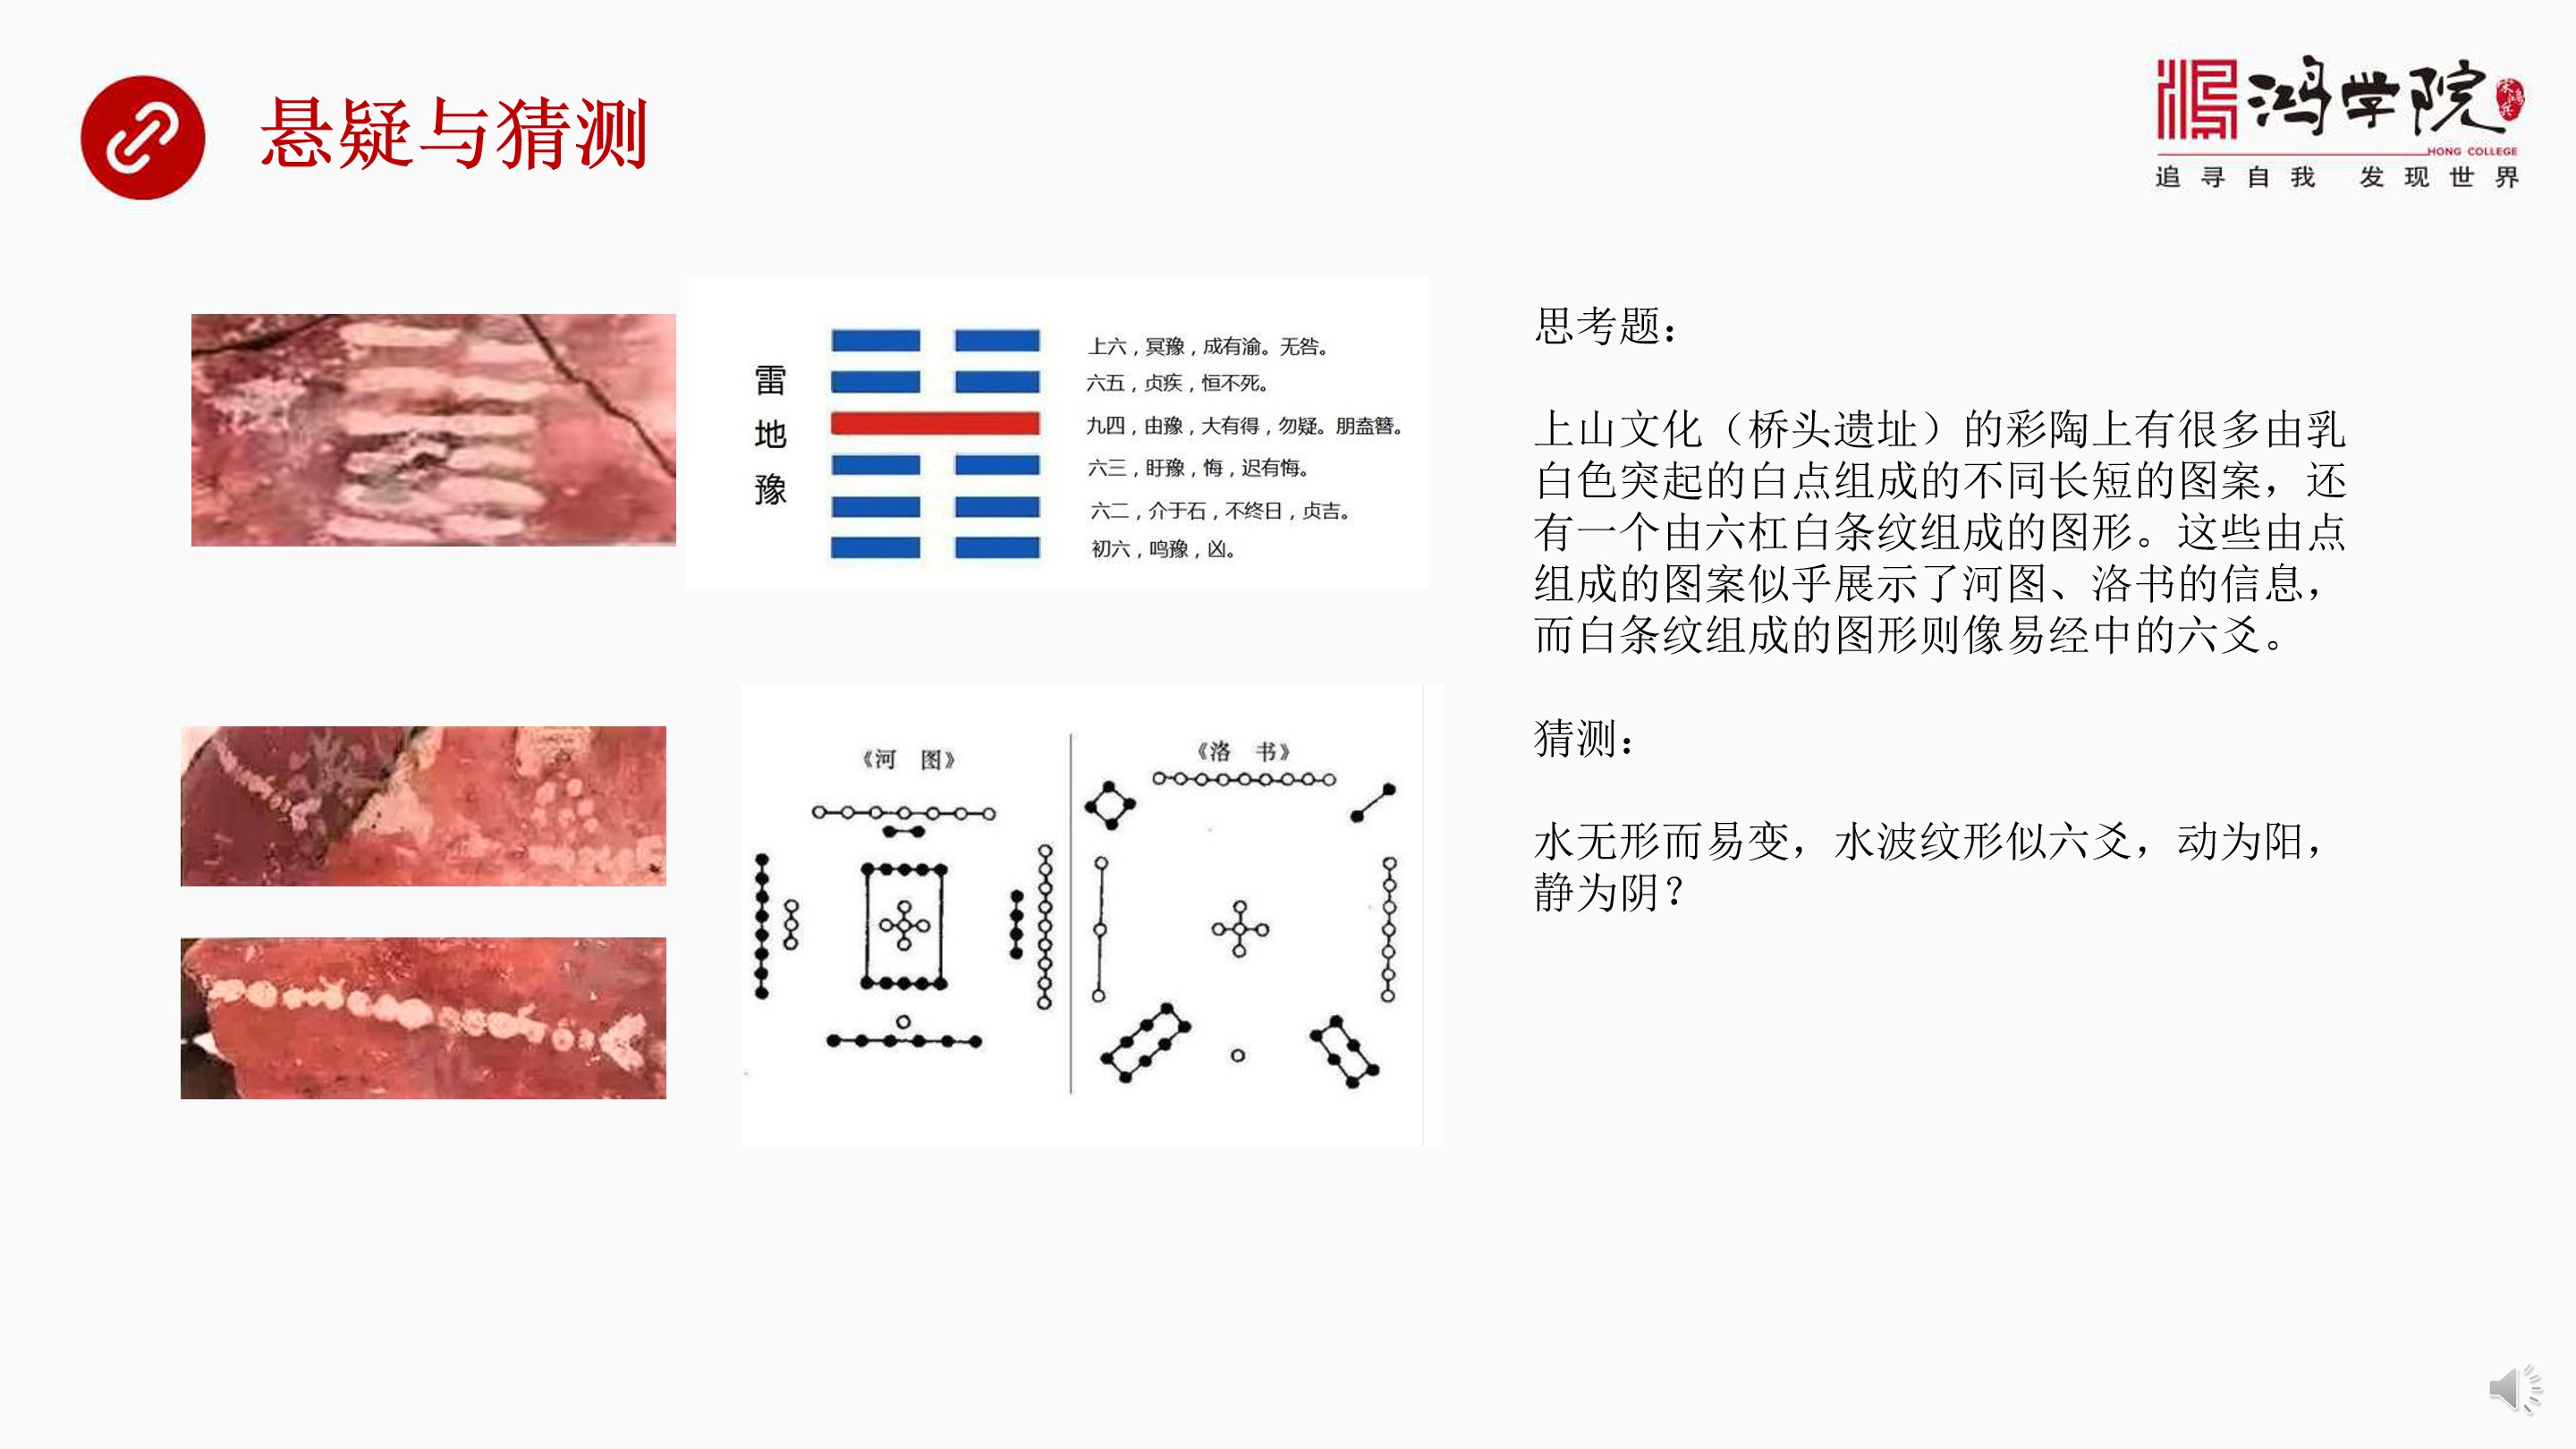 悬疑与猜测
鸿学院
HONG COLLEGE
追寻自我 发现世界
雷地豫
上六，冥豫，成有渝。无咎。
六五，贞疾，恒不死。
九四，由豫，大有得，勿疑。朋盍簪。
六三，盱豫，悔，迟有悔。
六二，介于石，不终日，贞吉。
初六，鸣豫，凶。
《河 图》
《洛 书》
思考题：
上山文化（桥头遗址）的彩陶上有很多由乳
白色突起的白点组成的不同长短的图案，还
有一个由六杠白条纹组成的图形。这些由点
组成的图案似乎展示了河图、洛书的信息，
而白条纹组成的图形则像易经中的六爻。
猜测：
水无形而易变，水波纹形似六爻，动为阳，
静为阴？